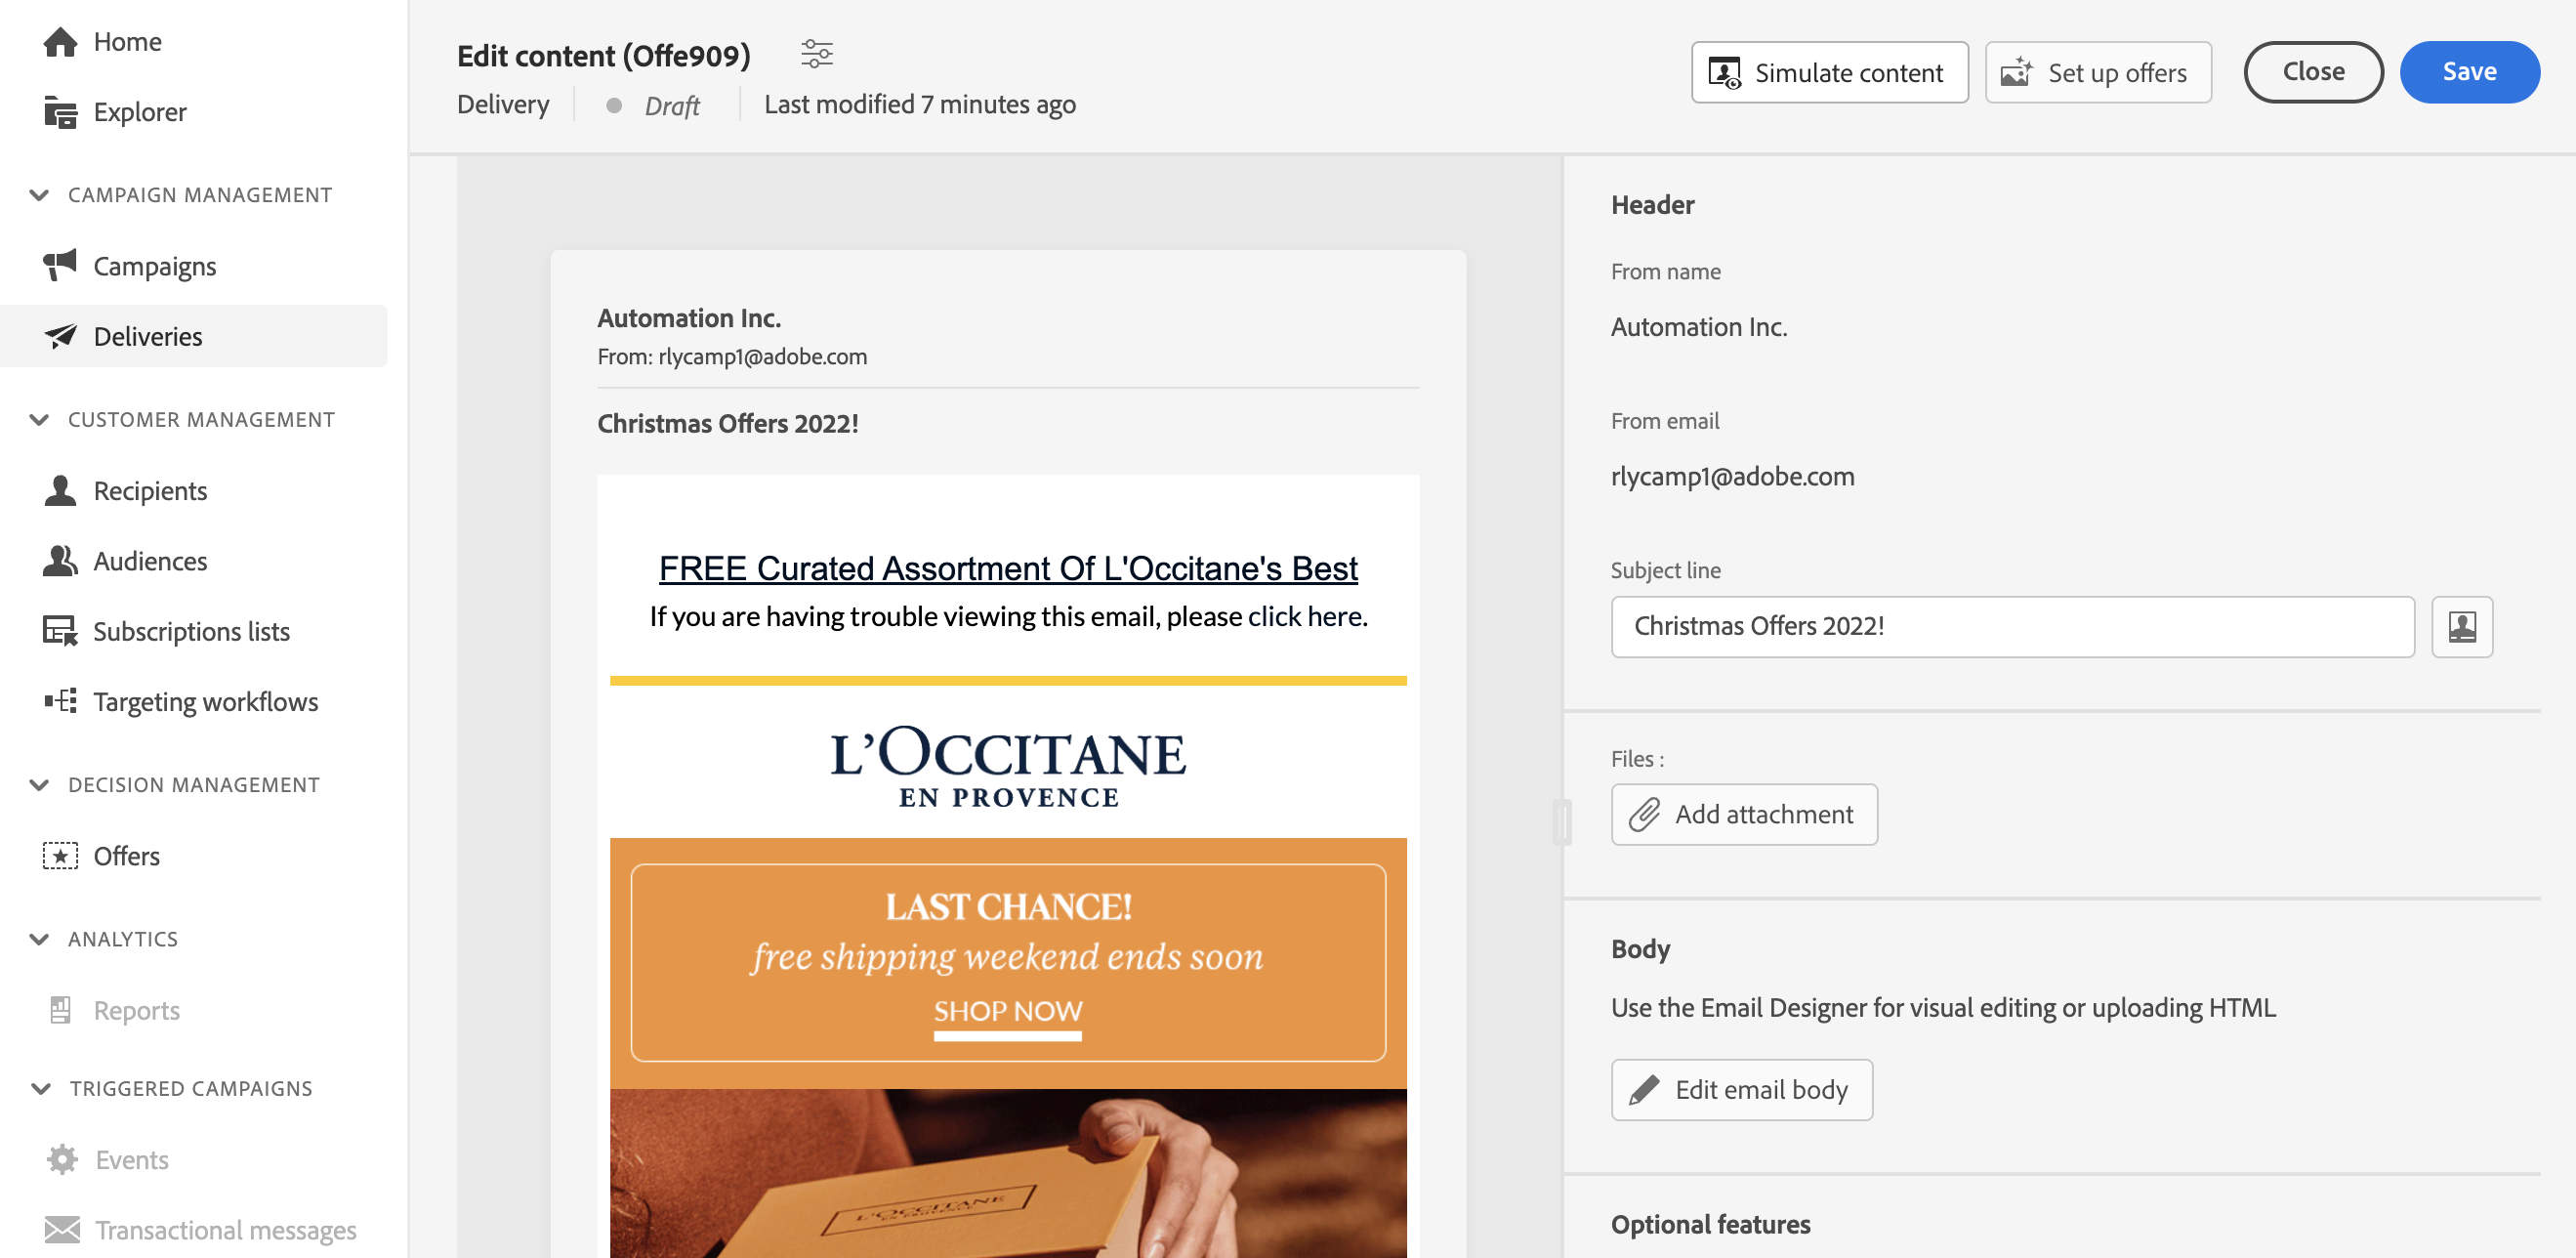 Home
Explorer
CAMPAIGN MANAGEMENT
Campaigns
Deliveries
CUSTOMER MANAGEMENT
Recipients
Audiences
Subscriptions lists
Targeting workflows
DECISION MANAGEMENT
Offers
ANALYTICS
Reports
TRIGGERED CAMPAIGNS
Events
Transactional messages
Edit content (Offe909)
Delivery
Draft
Last modified 7 minutes ago
Simulate content
Set up offers
Close
Save
Automation Inc.
From: rlycamp1@adobe.com
Christmas Offers 2022!
FREE Curated Assortment Of L'Occitane's Best
If you are having trouble viewing this email, please click here.
L'OCCITANE
EN PROVENCE
LAST CHANCE!
free shipping weekend ends soon
SHOP NOW
L'OCCITANE
EN PROVENCE
Header
From name
Automation Inc.
From email
rlycamp1@adobe.com
Subject line
Christmas Offers 2022!
Files :
Add attachment
Body
Use the Email Designer for visual editing or uploading HTML
Edit email body
Optional features